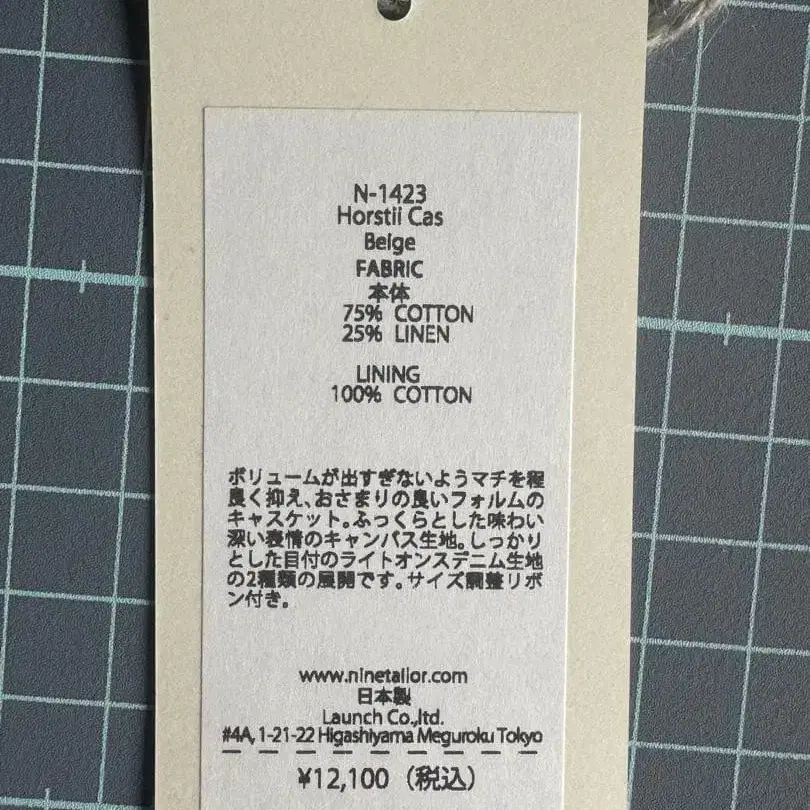 N-1423
Horstii Cas
Beige
FABRIC
本体
75% COTTON
25% LINEN
LINING
100% COTTON
ボリュームが出すぎないようマチを程
良く抑え、おさまりの良いフォルムの
キャスケット。ふっくらとした味わい
深い表情のキャンバス生地。しっかり
とした目付のライトオンスデニム生地
の2種類の展開です。サイズ調整リボ
ン付き。
www.ninetailor.com
日本製
Launch Co.,ltd.
#4A, 1-21-22 Higashiyama Meguroku Tokyo
¥12,100（税込）